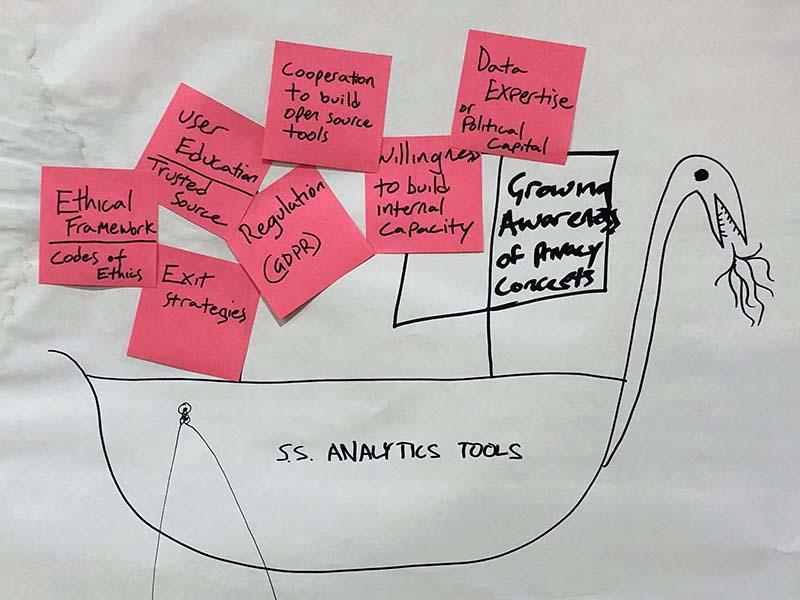 Cooperation
to build
open source
tools
Data
Expertise
or Political
Capital
User
Education
Trusted
Source
Willingness
to build
internal
capacity
Ethical
Framework
Codes of
Ethics
Regulation
(GDPR)
Growing
Awareness
of Privacy
Concepts
Exit
Strategies
S.S. ANALYTICS TOOLS